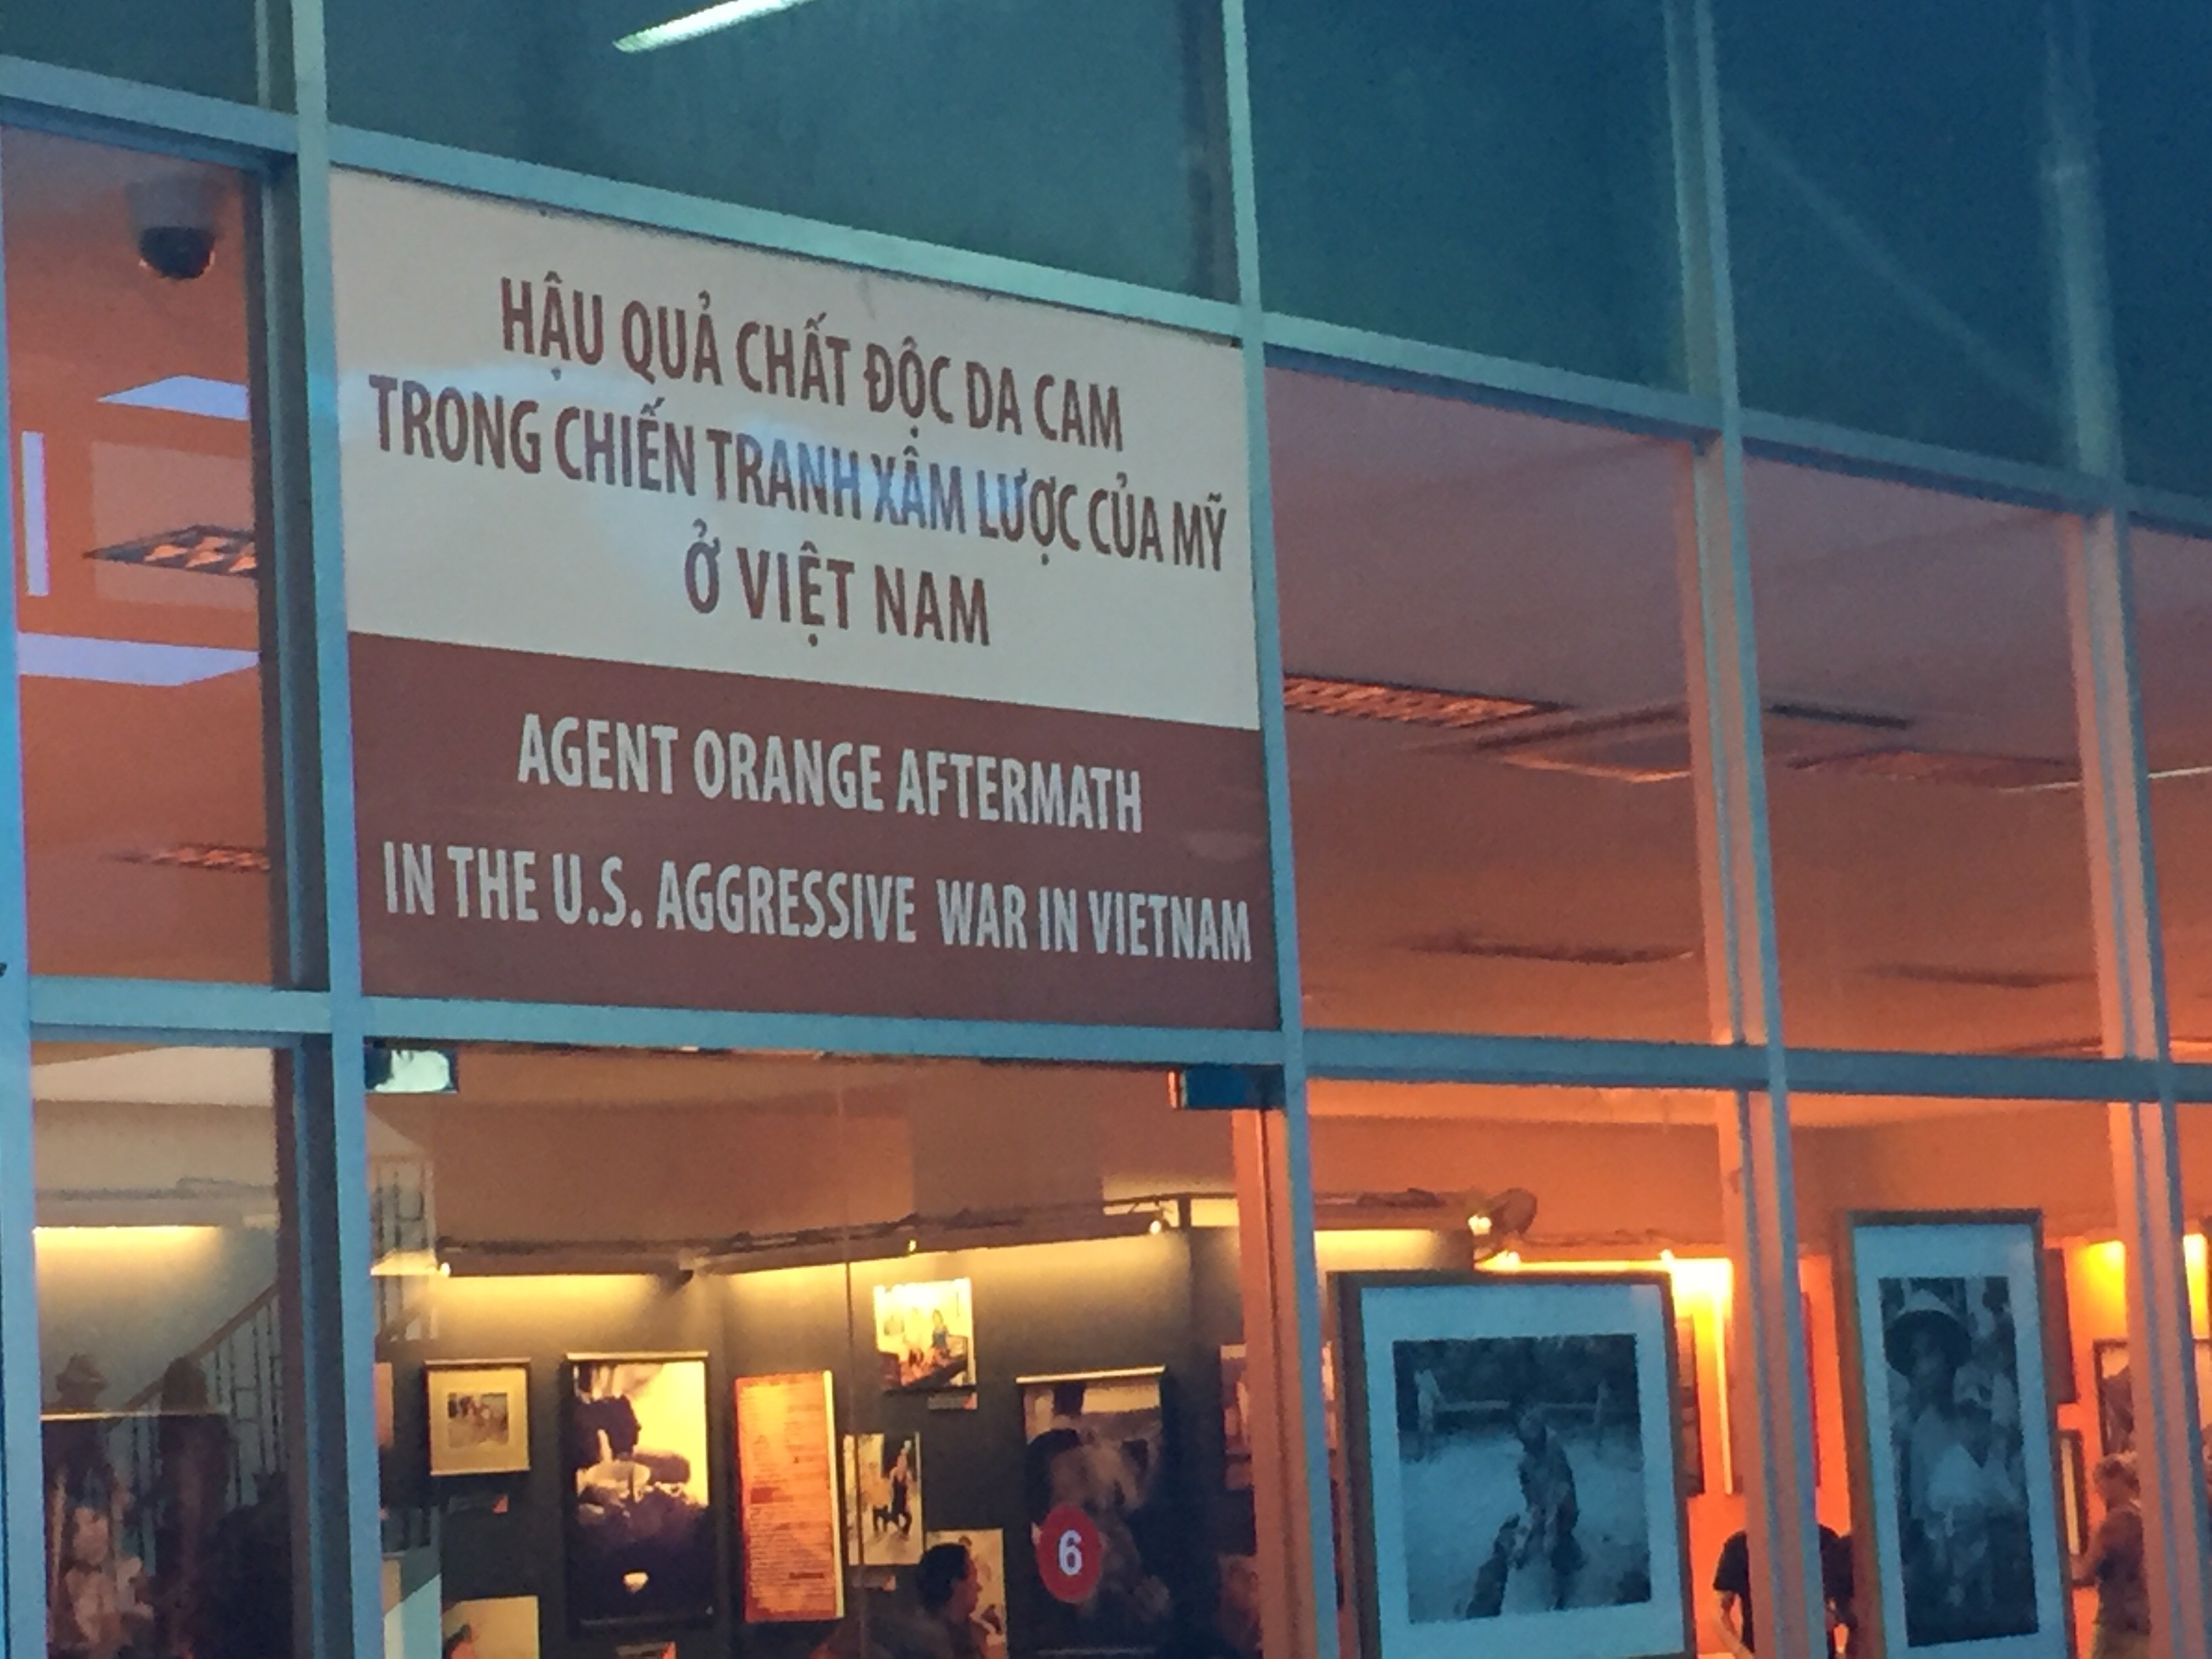 HẬU QUẢ CHẤT ĐỘC DA CAM
TRONG CHIẾN TRANH XÂM LƯỢC CỦA MỸ
Ở VIỆT NAM
AGENT ORANGE AFTERMATH
IN THE U.S. AGGRESSIVE WAR IN VIETNAM
6